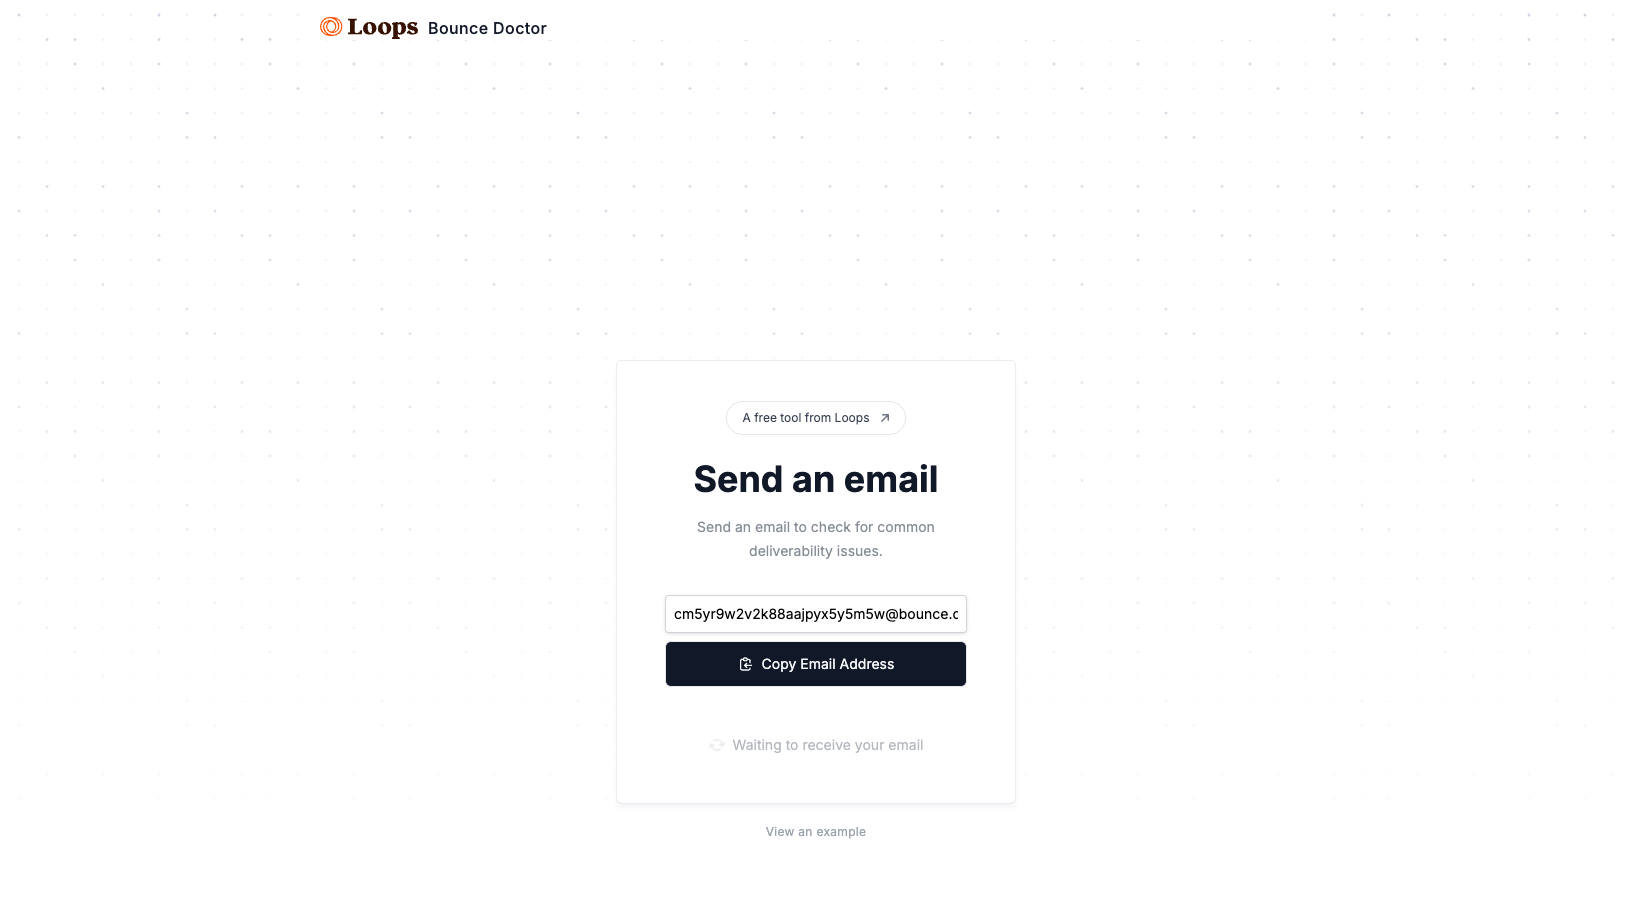 Loops Bounce Doctor
A free tool from Loops
Send an email
Send an email to check for common
deliverability issues.
cm5yr9w2v2k88aajpyx5y5m5w@bounce.c
Copy Email Address
Waiting to receive your email
View an example